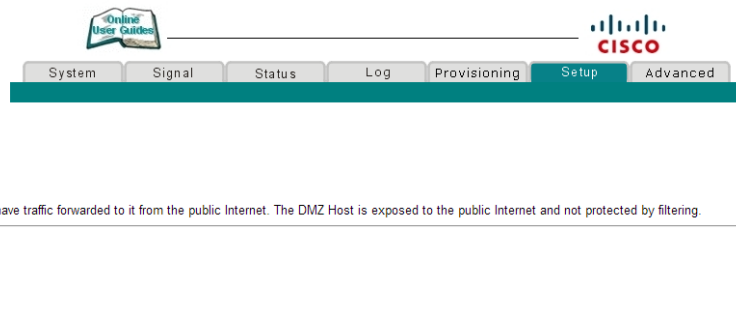 Online
User Guides
CISCO
System Signal Status Log Provisioning Setup Advanced
have traffic forwarded to it from the public Internet. The DMZ Host is exposed to the public Internet and not protected by filtering.